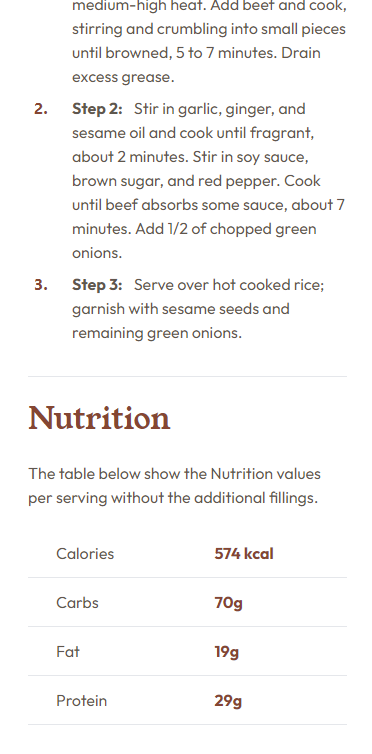 medium-high heat. Add beef and cook,
stirring and crumbling into small pieces
until browned, 5 to 7 minutes. Drain
excess grease.
2. Step 2: Stir in garlic, ginger, and
sesame oil and cook until fragrant,
about 2 minutes. Stir in soy sauce,
brown sugar, and red pepper. Cook
until beef absorbs some sauce, about 7
minutes. Add 1/2 of chopped green
onions.
3. Step 3: Serve over hot cooked rice;
garnish with sesame seeds and
remaining green onions.
Nutrition
The table below show the Nutrition values
per serving without the additional fillings.
Calories 574 kcal
Carbs 70g
Fat 19g
Protein 29g